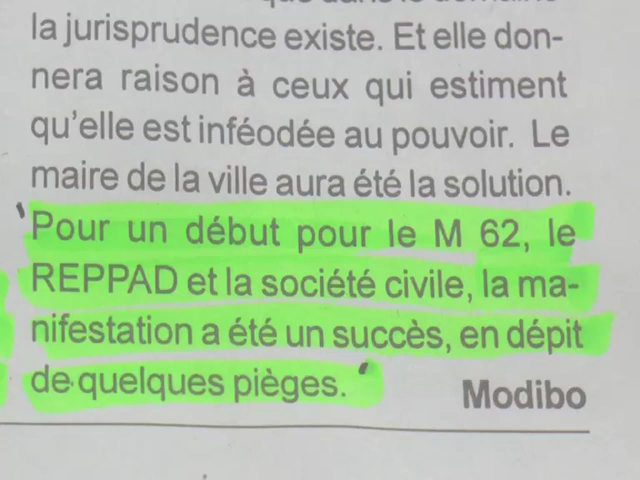 la jurisprudence existe. Et elle don-
nera raison à ceux qui estiment
qu'elle est inféodée au pouvoir. Le
maire de la ville aura été la solution.
Pour un début pour le M 62, le
REPPAD et la société civile, la ma-
nifestation a été un succès, en dépit
de quelques pièges.
Modibo